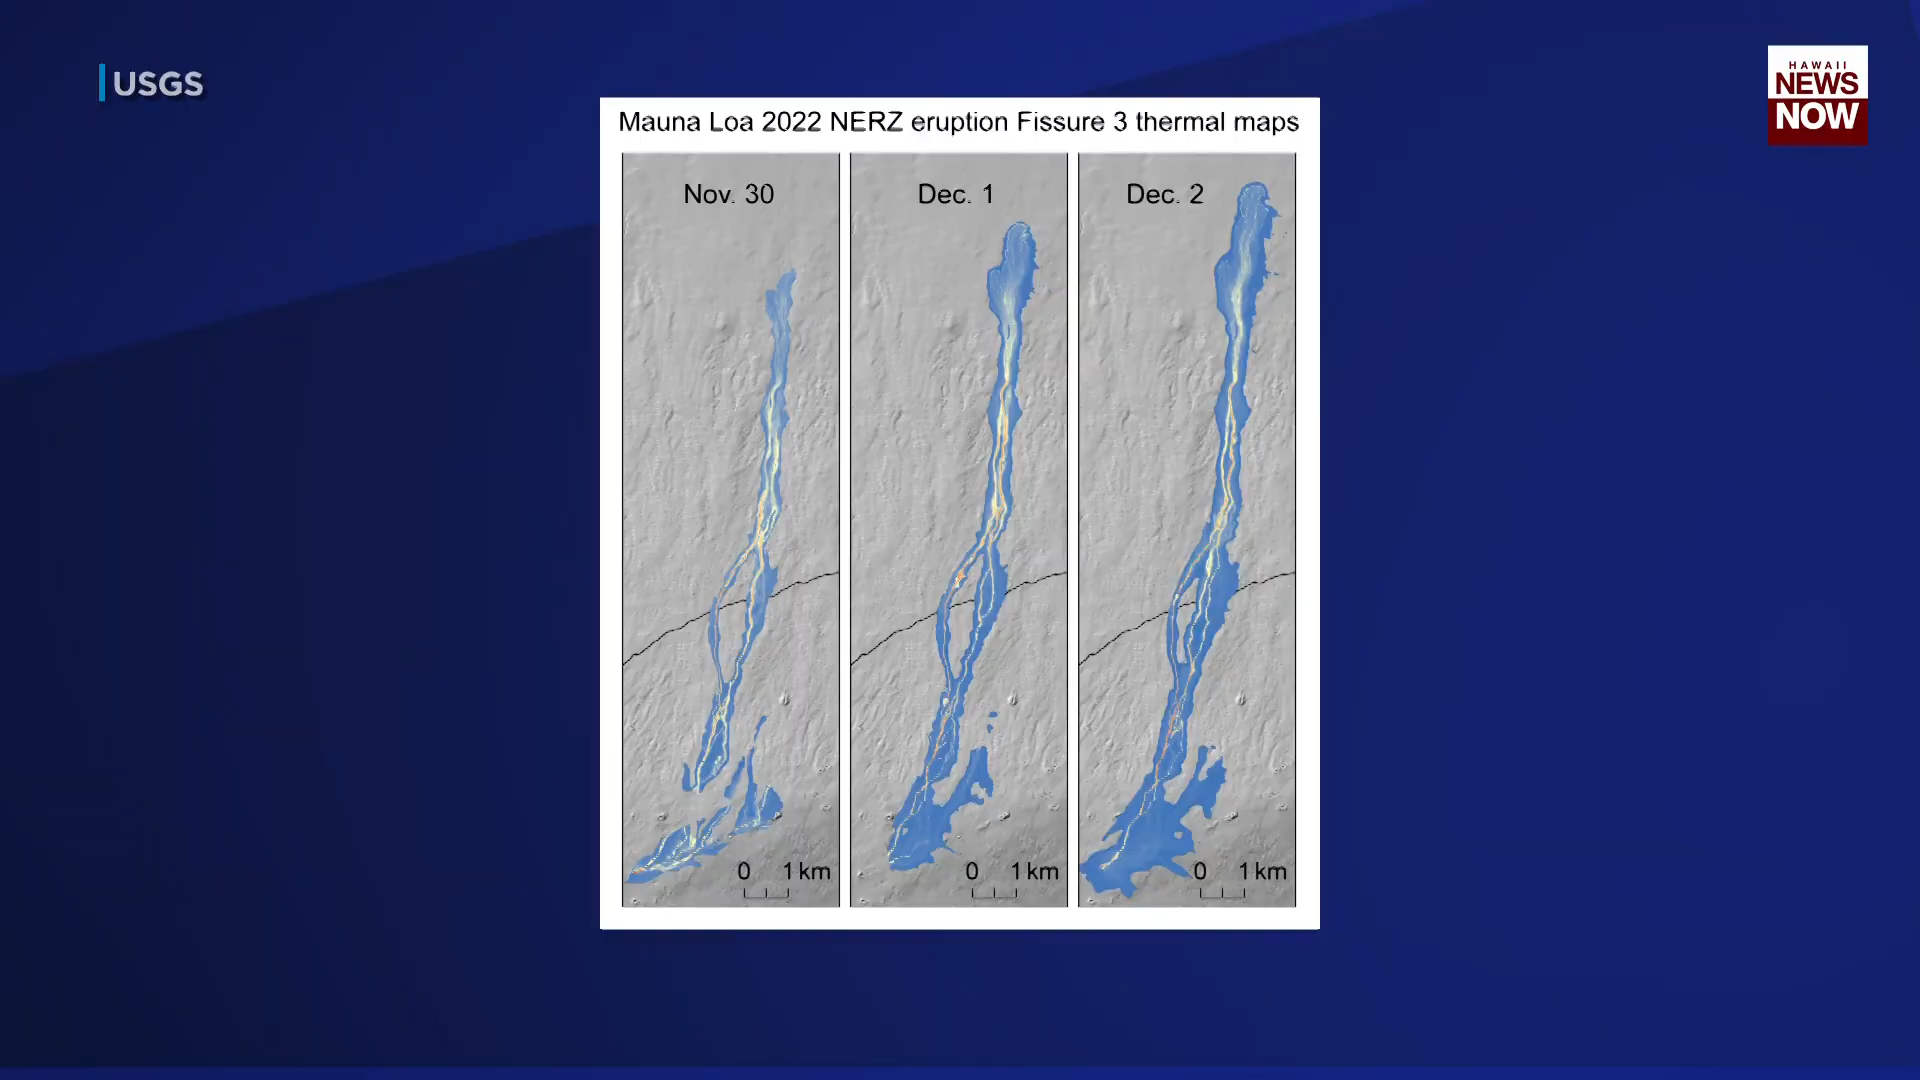 USGS
HAWAII
NEWS
NOW
Mauna Loa 2022 NERZ eruption Fissure 3 thermal maps
Nov. 30
Dec. 1
Dec. 2
0 1 km
0 1 km
0 1 km